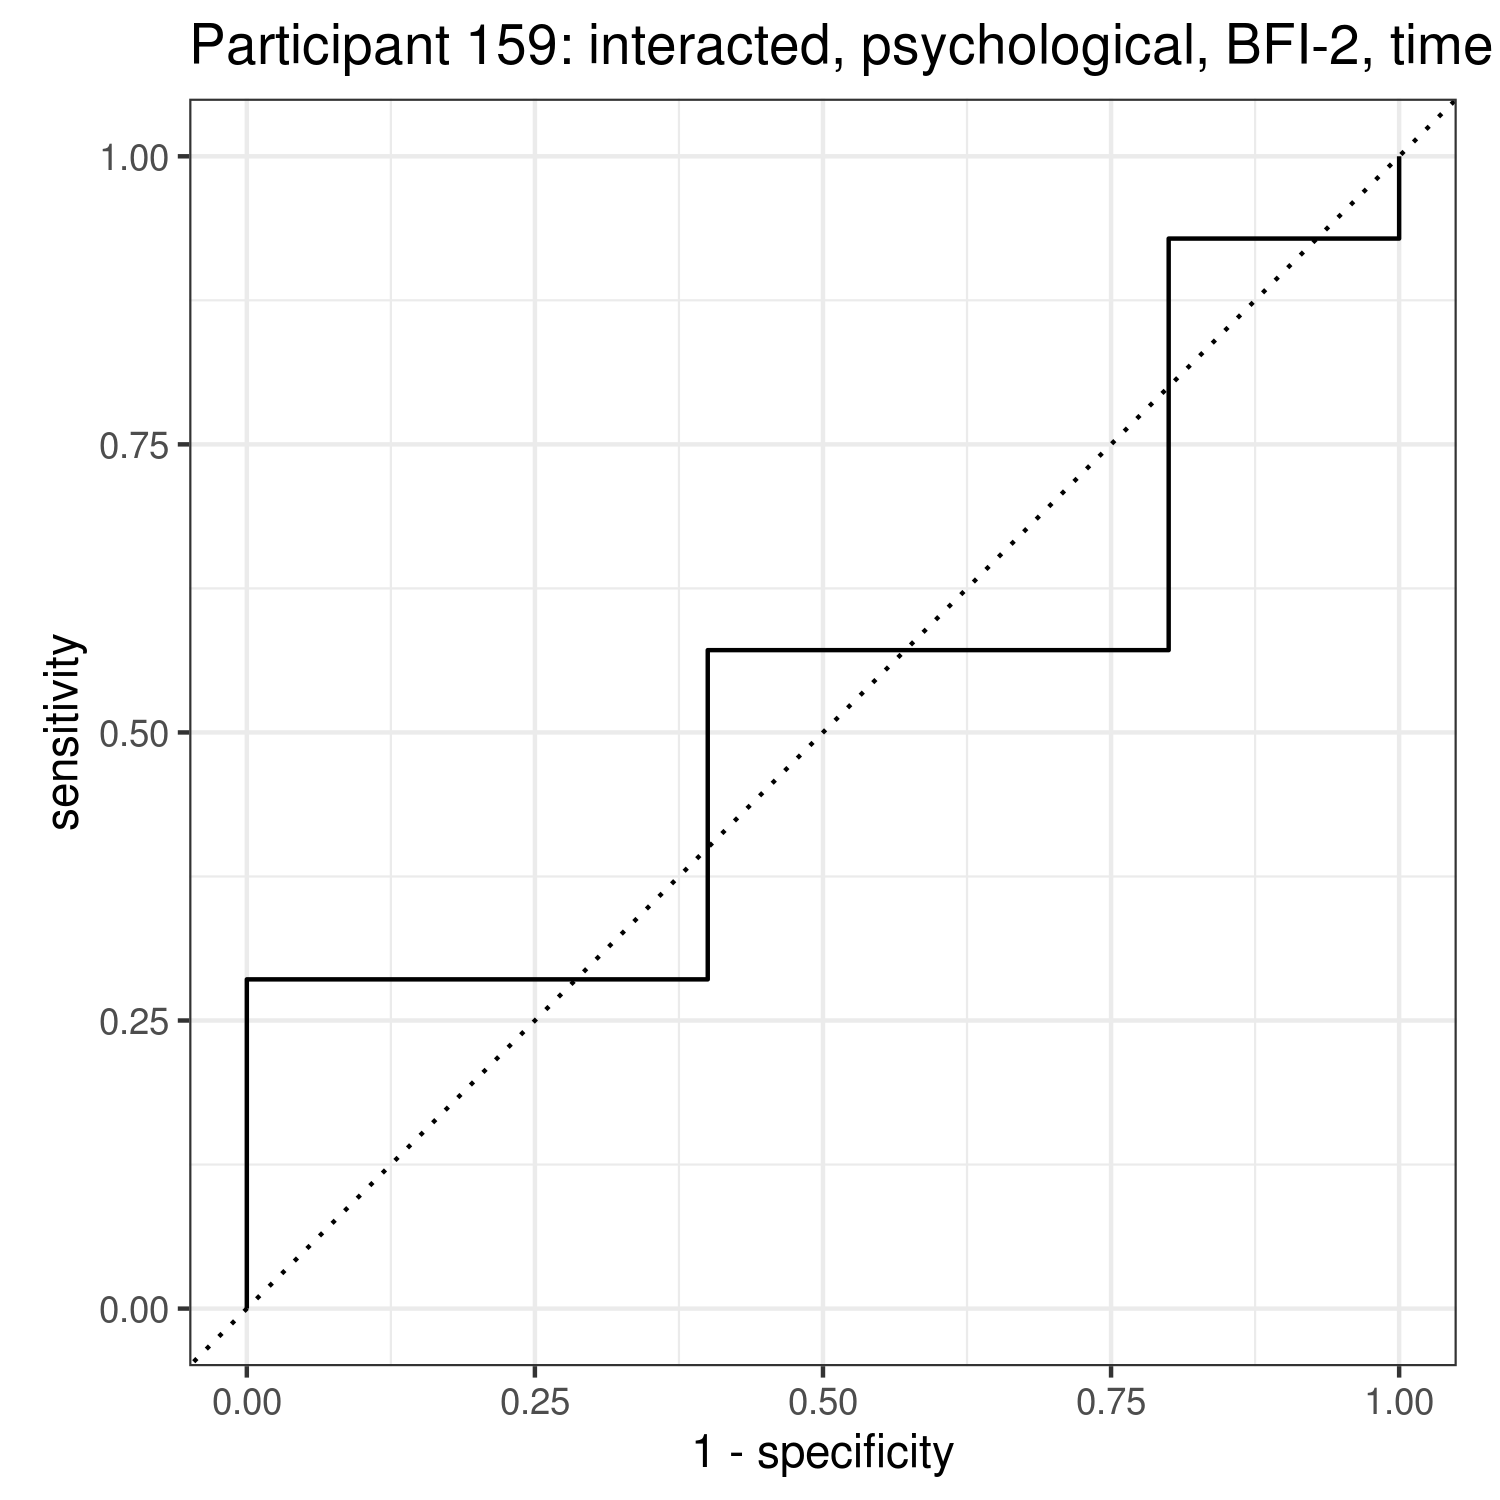 Participant 159: interacted, psychological, BFI-2, time
1.00
0.75
0.50
0.25
0.00
sensitivity
0.00 0.25 0.50 0.75 1.00
1 - specificity